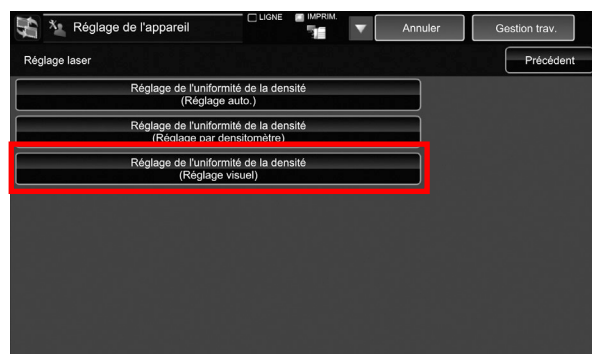 Réglage de l'appareil
LIGNE
IMPRIM.
Annuler
Gestion trav.
Réglage laser
Précédent
Réglage de l'uniformité de la densité
(Réglage auto.)
Réglage de l'uniformité de la densité
(Réglage par densitomètre)
Réglage de l'uniformité de la densité
(Réglage visuel)